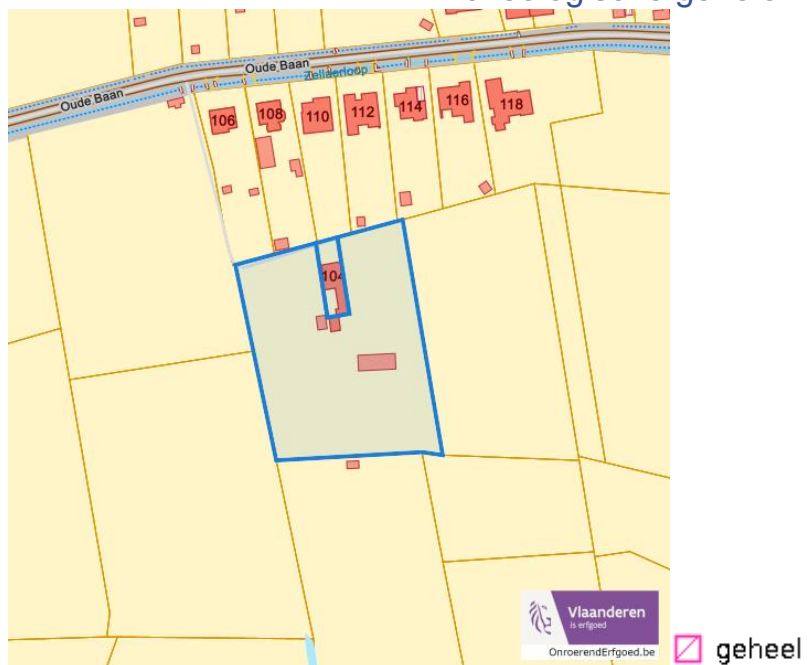 Oude Baan
Oude Baan
Zellaerloop
106
108
110
112
114
116
118
104
Vlaanderen
is erfgoed
OnroerendErfgoed.be
geheel